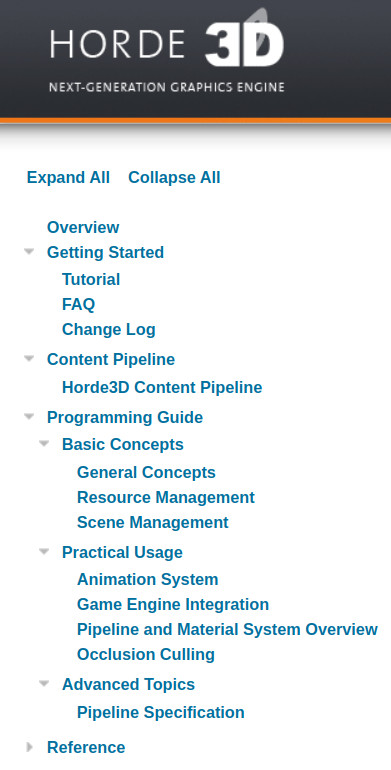 HORDE 3D
NEXT-GENERATION GRAPHICS ENGINE
Expand All Collapse All
Overview
Getting Started
Tutorial
FAQ
Change Log
Content Pipeline
Horde3D Content Pipeline
Programming Guide
Basic Concepts
General Concepts
Resource Management
Scene Management
Practical Usage
Animation System
Game Engine Integration
Pipeline and Material System Overview
Occlusion Culling
Advanced Topics
Pipeline Specification
Reference